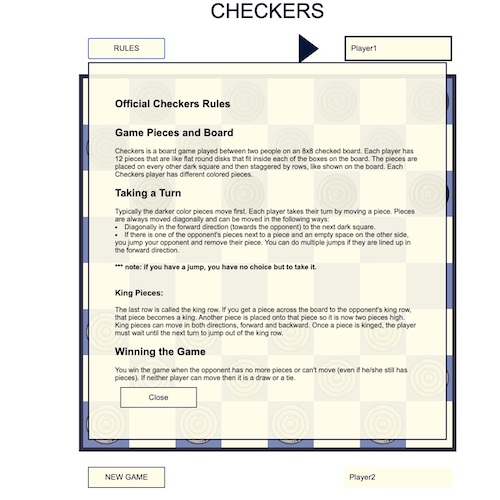 CHECKERS
RULES
Player1
Official Checkers Rules
Game Pieces and Board
Checkers is a board game played between two people on an 8x8 checked board. Each player has
12 pieces that are like flat round disks that fit inside each of the boxes on the board. The pieces are
placed on every other dark square and then staggered by rows, like shown on the board. Each
Checkers player has different colored pieces.
Taking a Turn
Typically the darker color pieces move first. Each player takes their turn by moving a piece. Pieces
are always moved diagonally and can be moved in the following ways:
• Diagonally in the forward direction (towards the opponent) to the next dark square.
• If there is one of the opponent's pieces next to a piece and an empty space on the other side,
you jump your opponent and remove their piece. You can do multiple jumps if they are lined up in
the forward direction.
*** note: if you have a jump, you have no choice but to take it.
King Pieces:
The last row is called the king row. If you get a piece across the board to the opponent's king row,
that piece becomes a king. Another piece is placed onto that piece so it is now two pieces high.
King pieces can move in both directions, forward and backward. Once a piece is kinged, the player
must wait until the next turn to jump out of the king row.
Winning the Game
You win the game when the opponent has no more pieces or can't move (even if he/she still has
pieces). If neither player can move then it is a draw or a tie.
Close
NEW GAME
Player2